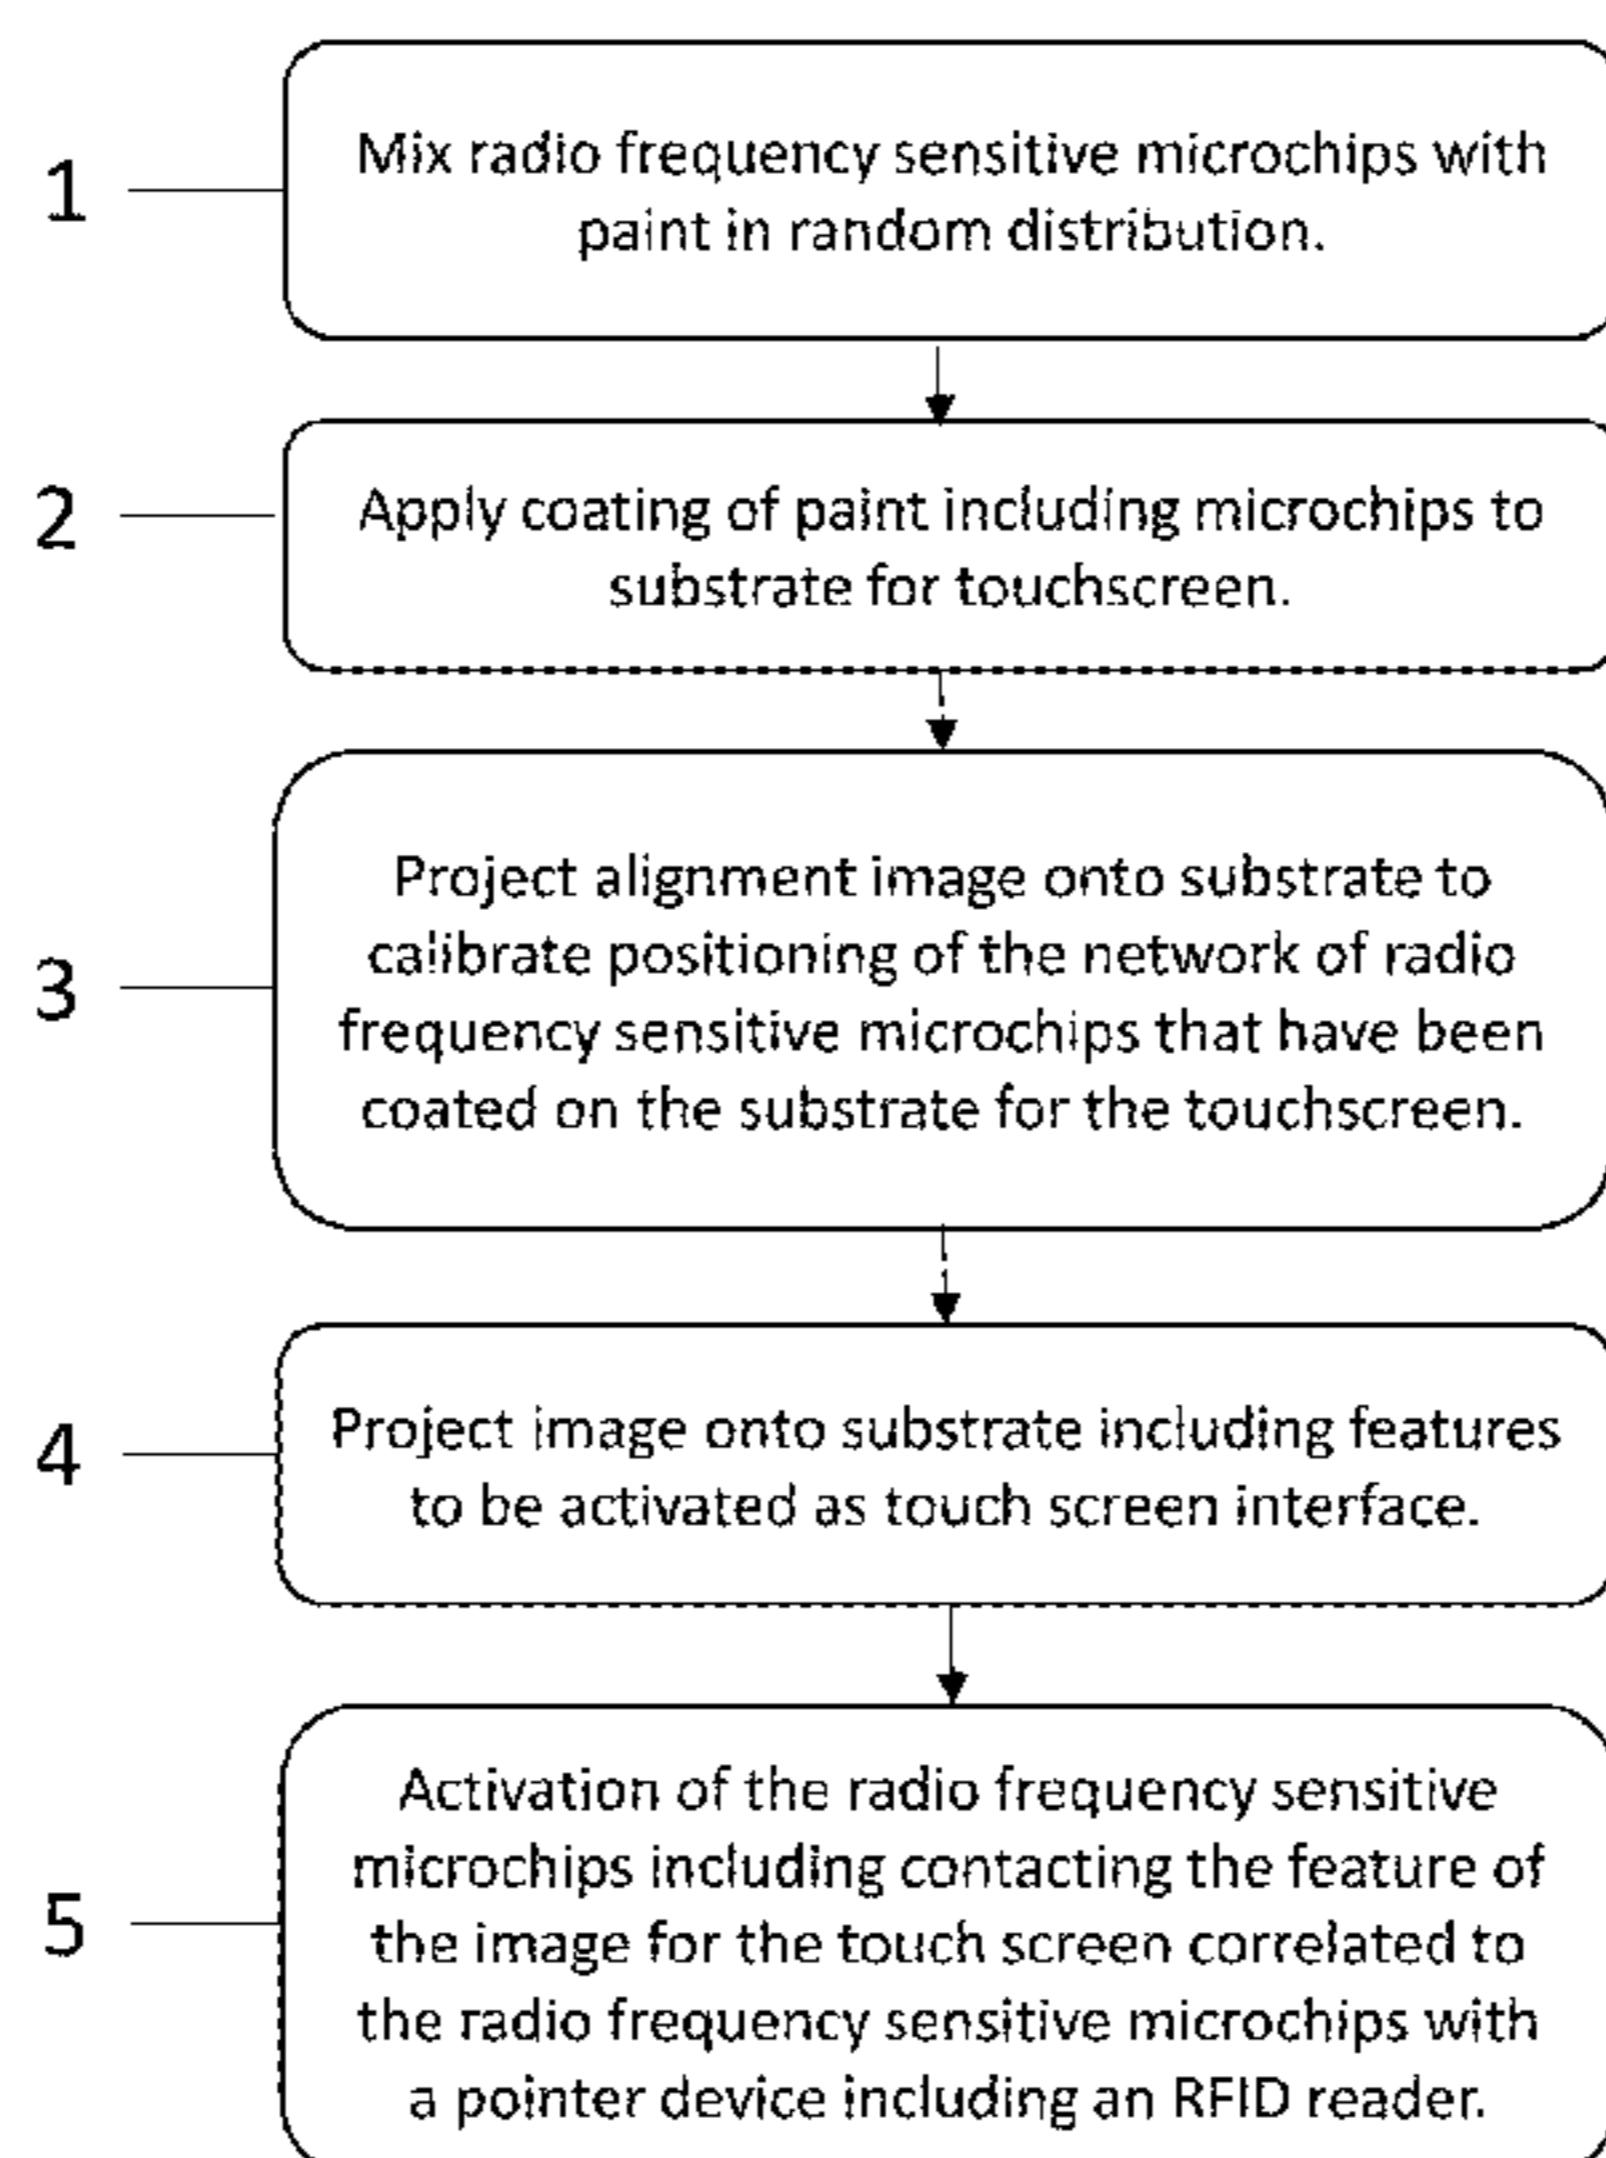 1
Mix radio frequency sensitive microchips with
paint in random distribution.
2
Apply coating of paint including microchips to
substrate for touchscreen.
3
Project alignment image onto substrate to
calibrate positioning of the network of radio
frequency sensitive microchips that have been
coated on the substrate for the touchscreen.
4
Project image onto substrate including features
to be activated as touch screen interface.
5
Activation of the radio frequency sensitive
microchips including contacting the feature of
the image for the touch screen correlated to
the radio frequency sensitive microchips with
a pointer device including an RFID reader.